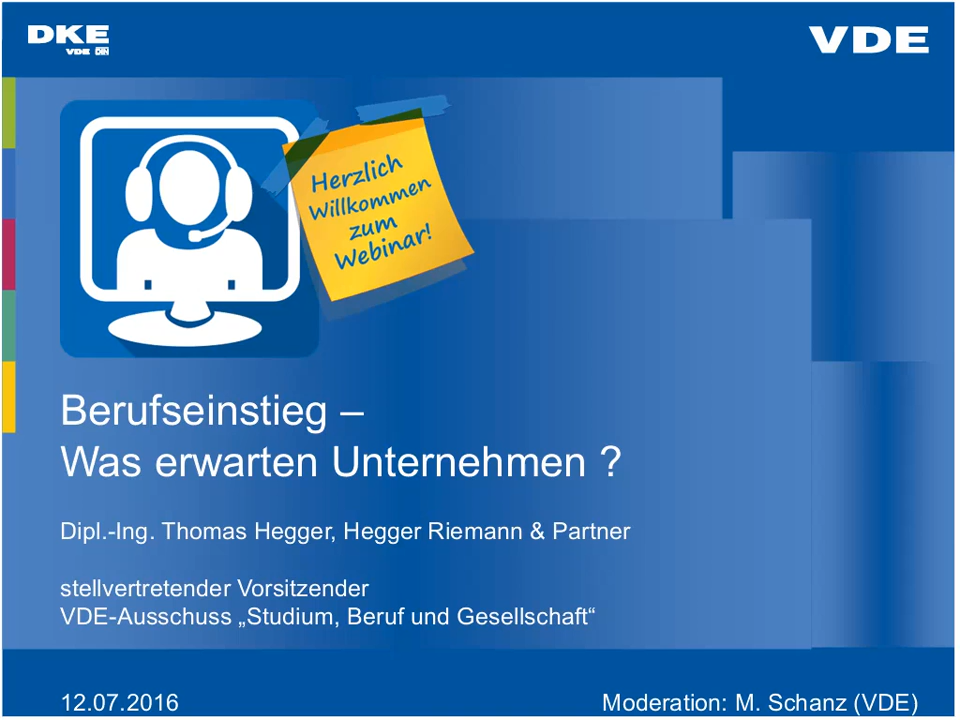 DKE
VDE DIN
VDE
Herzlich
Willkommen
zum
Webinar!
Berufseinstieg –
Was erwarten Unternehmen ?
Dipl.-Ing. Thomas Hegger, Hegger Riemann & Partner
stellvertretender Vorsitzender
VDE-Ausschuss „Studium, Beruf und Gesellschaft“
12.07.2016
Moderation: M. Schanz (VDE)